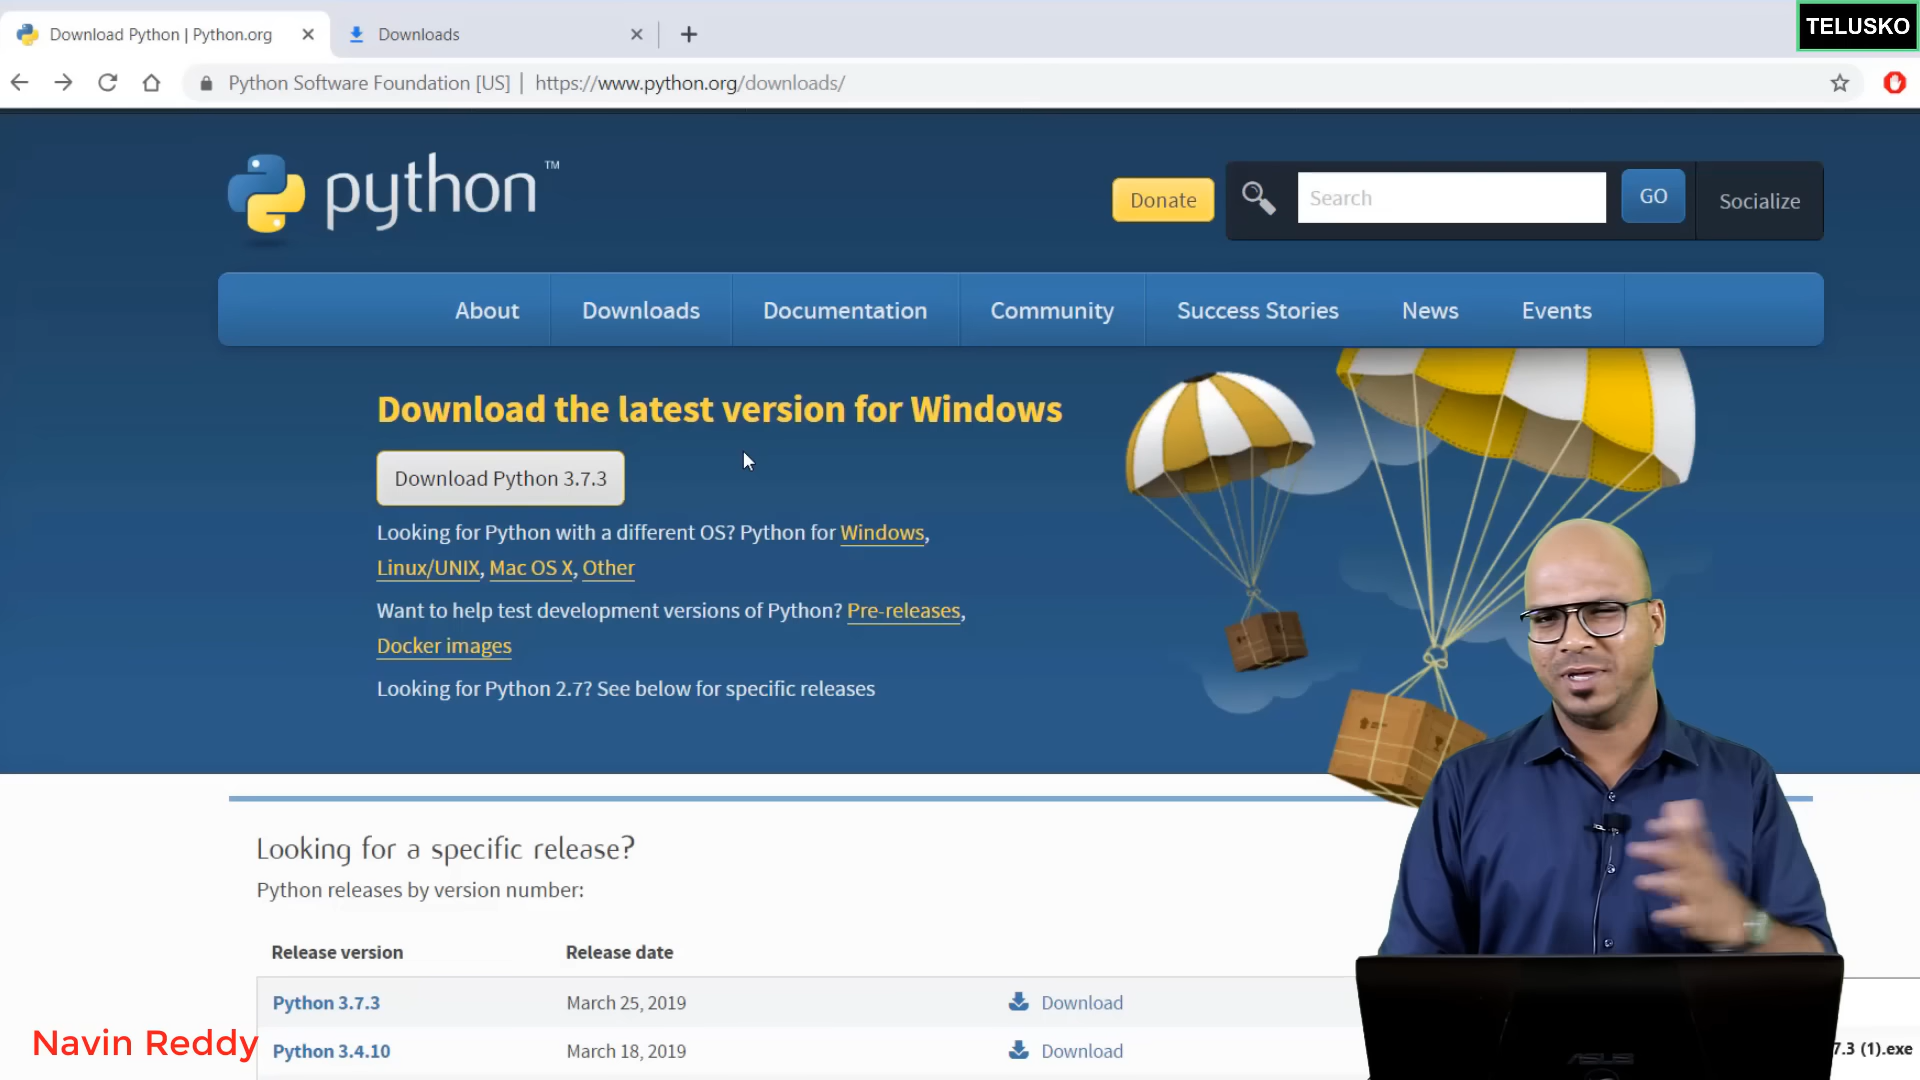 Download Python | Python.org
Downloads
TELUSKO
Python Software Foundation [US] | https://www.python.org/downloads/
python™
Donate
Search
GO
Socialize
About
Downloads
Documentation
Community
Success Stories
News
Events
Download the latest version for Windows
Download Python 3.7.3
Looking for Python with a different OS? Python for Windows,
Linux/UNIX, Mac OS X, Other
Want to help test development versions of Python? Pre-releases,
Docker images
Looking for Python 2.7? See below for specific releases
Looking for a specific release?
Python releases by version number:
Release version Release date
Python 3.7.3 March 25, 2019 Download
Python 3.4.10 March 18, 2019 Download
Navin Reddy
7.3 (1).exe
ASUS